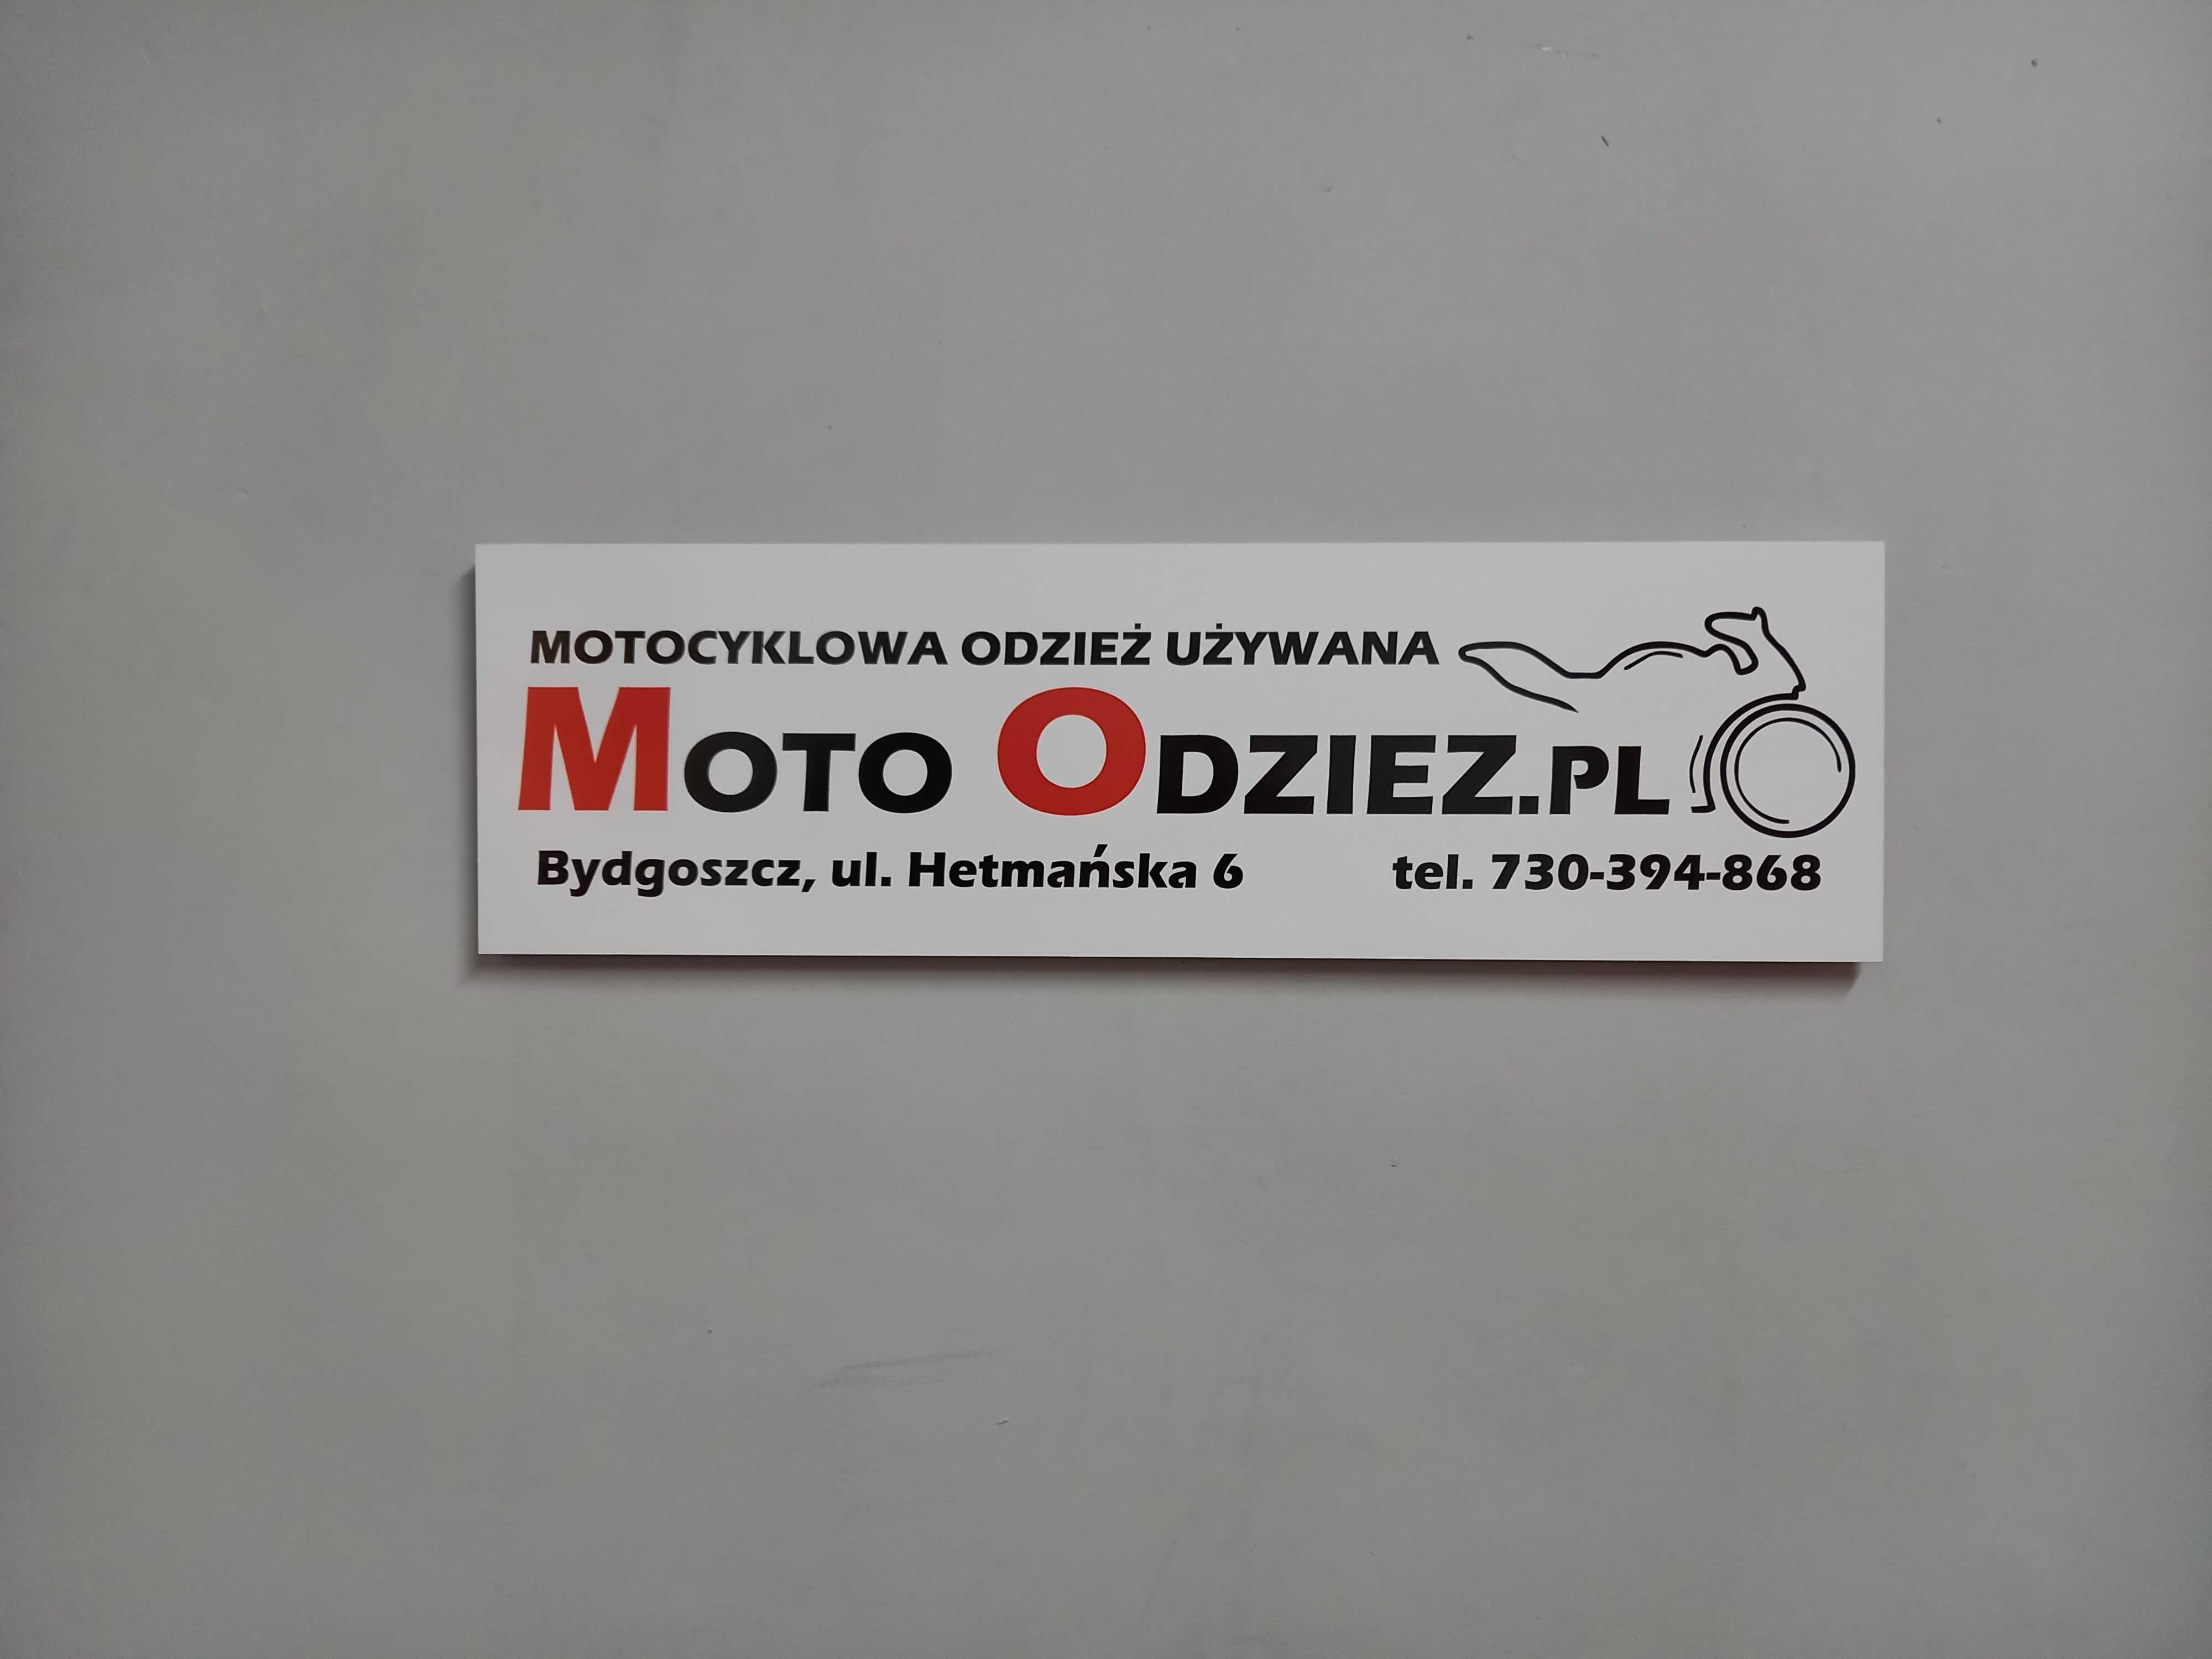 MOTOCYKLOWA ODZIEŻ UŻYWANA
MOTO ODZIEZ.PL
Bydgoszcz, ul. Hetmańska 6 tel. 730-394-868